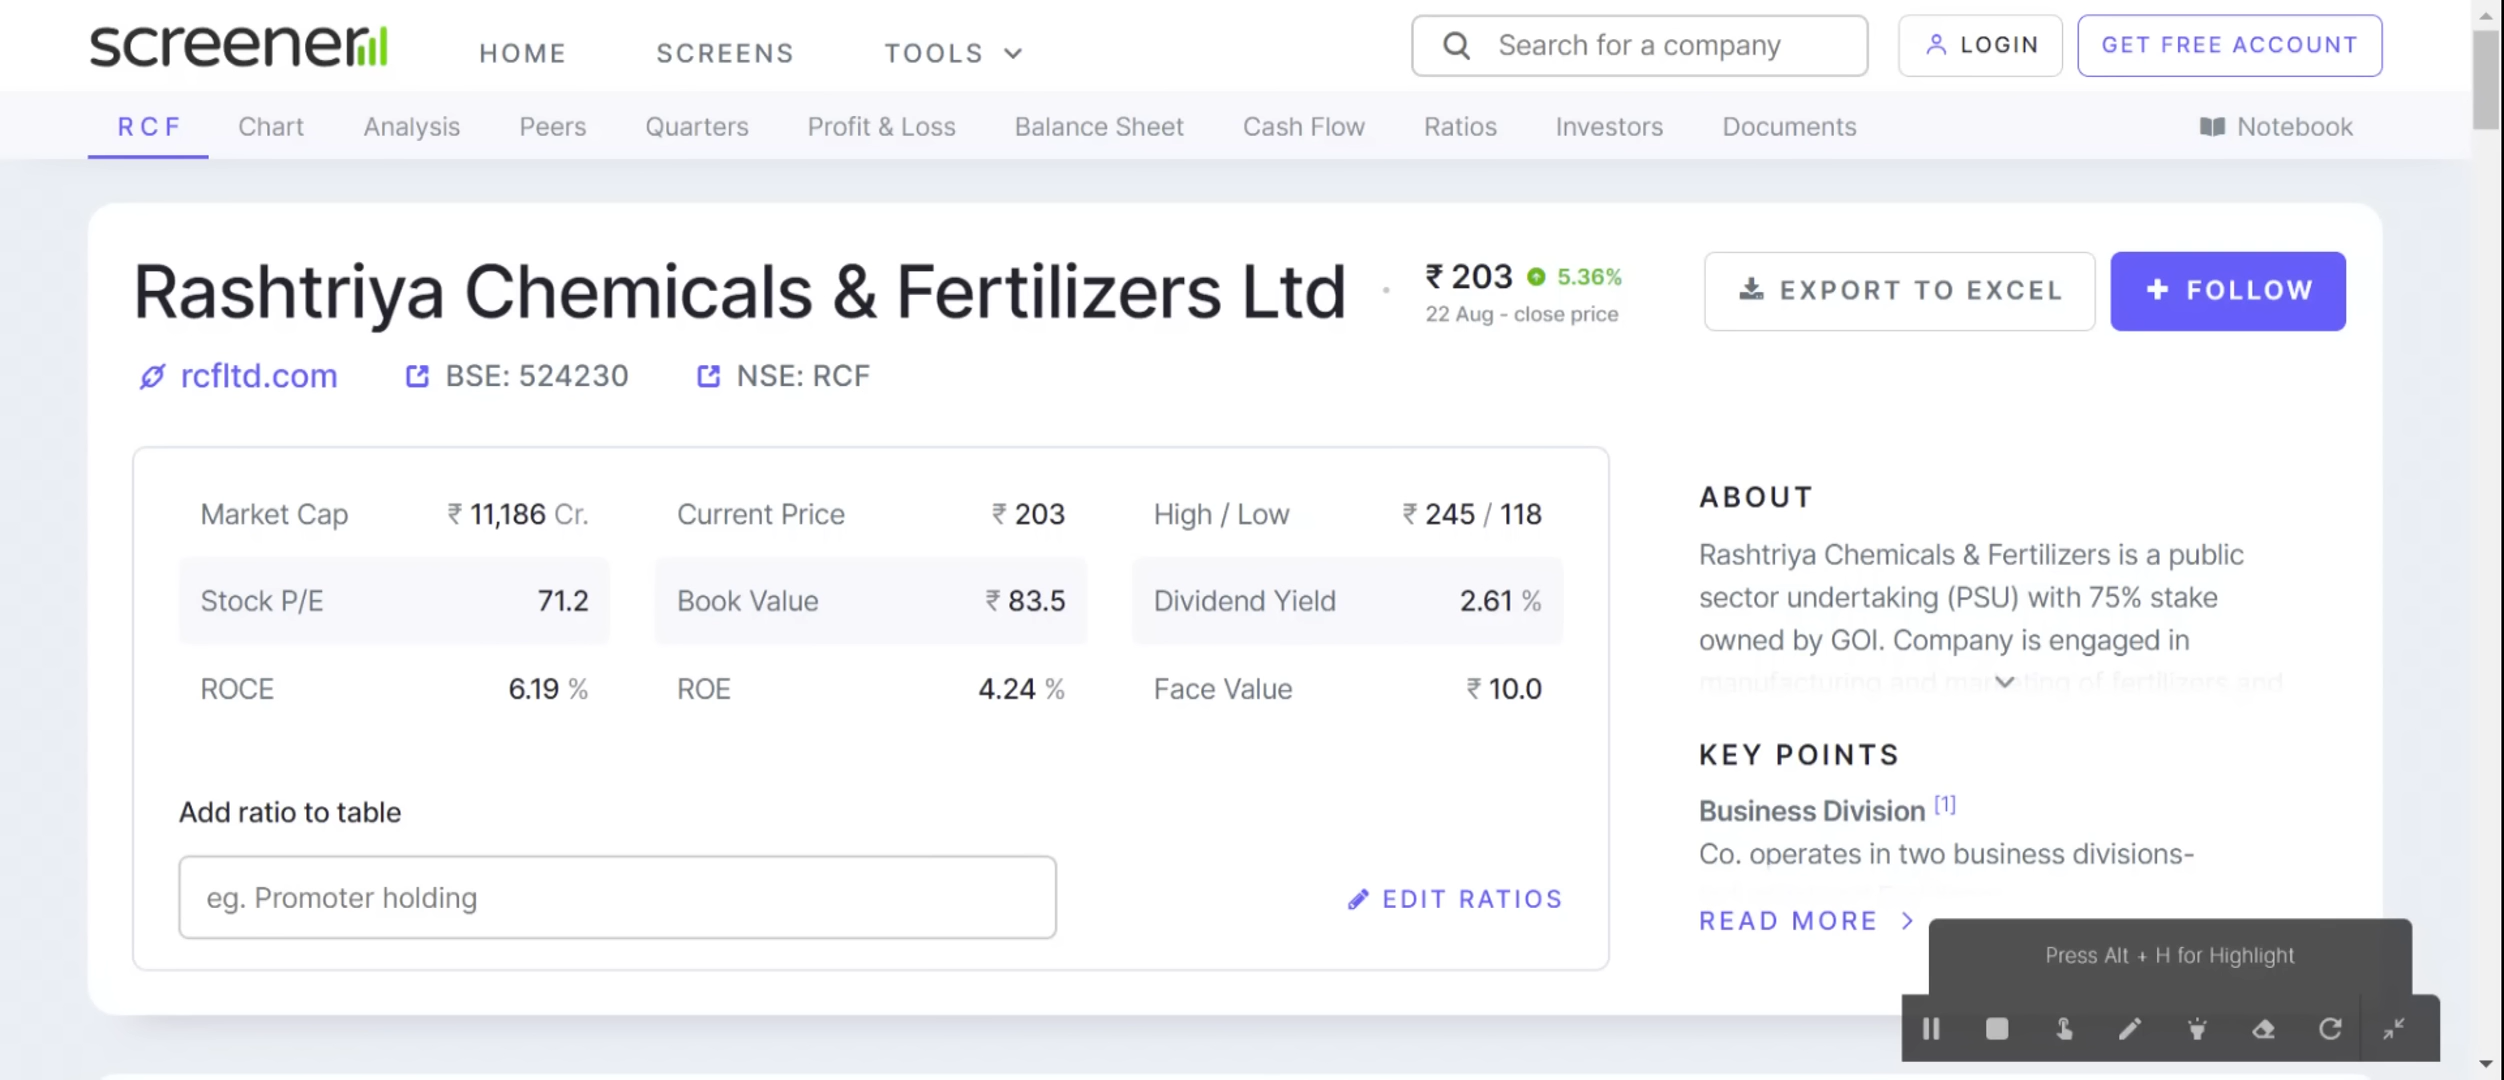 screener
HOME SCREENS TOOLS Search for a company LOGIN GET FREE ACCOUNT
RCF Chart Analysis Peers Quarters Profit & Loss Balance Sheet Cash Flow Ratios Investors Documents Notebook
Rashtriya Chemicals & Fertilizers Ltd
₹ 203 5.36%
22 Aug - close price
EXPORT TO EXCEL
+ FOLLOW
rcfltd.com BSE: 524230 NSE: RCF
Market Cap ₹ 11,186 Cr. Current Price ₹ 203 High / Low ₹ 245 / 118
Stock P/E 71.2 Book Value ₹ 83.5 Dividend Yield 2.61 %
ROCE 6.19 % ROE 4.24 % Face Value ₹ 10.0
Add ratio to table
eg. Promoter holding
EDIT RATIOS
ABOUT
Rashtriya Chemicals & Fertilizers is a public
sector undertaking (PSU) with 75% stake
owned by GOI. Company is engaged in
manufacturing and marketing of fertilizers and
KEY POINTS
Business Division [1]
Co. operates in two business divisions-
READ MORE >
Press Alt + H for Highlight